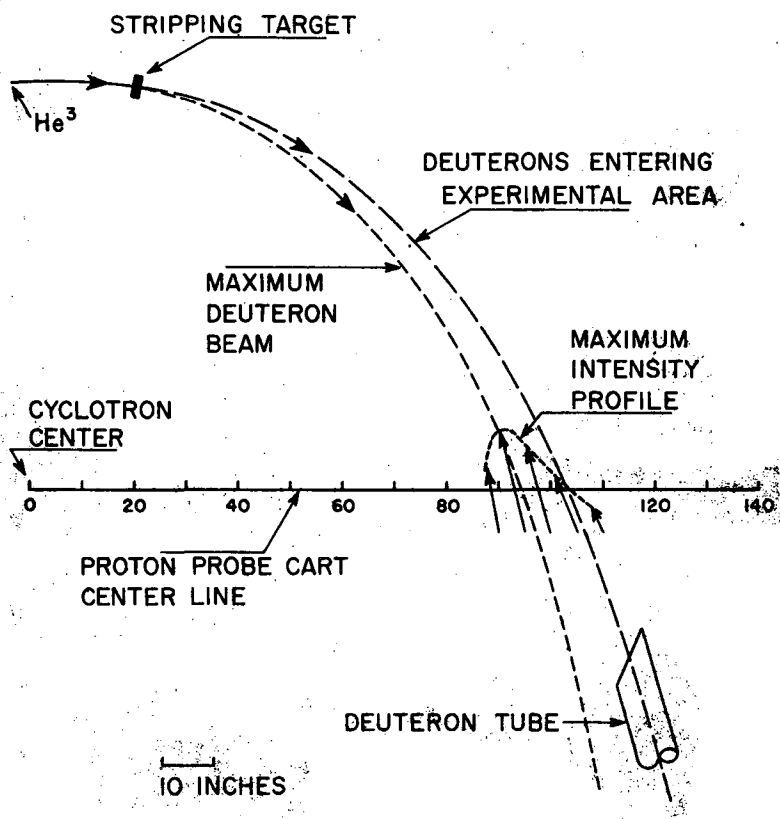 STRIPPING TARGET
He³
DEUTERONS ENTERING
EXPERIMENTAL AREA
MAXIMUM
DEUTERON
BEAM
MAXIMUM
INTENSITY
PROFILE
CYCLOTRON
CENTER
0 20 40 60 80 100 120 140
PROTON PROBE CART
CENTER LINE
DEUTERON TUBE
10 INCHES